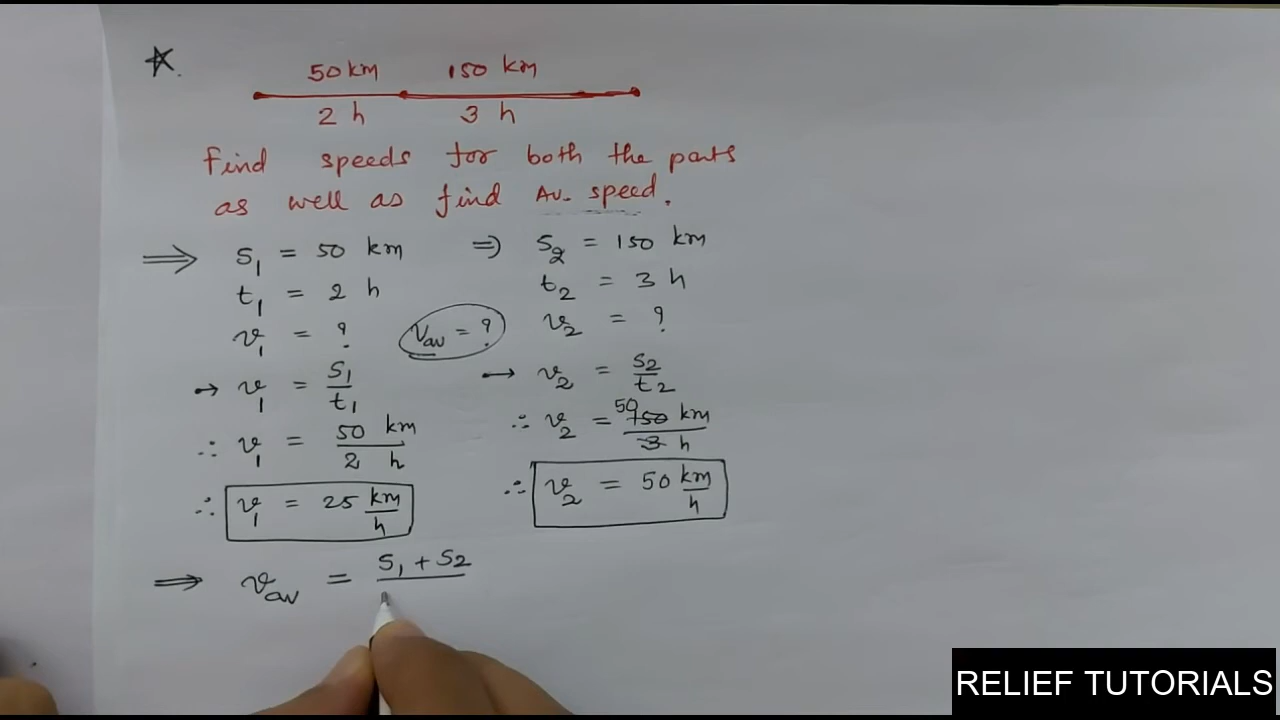 50 km 150 km
2 h 3 h
Find speeds for both the parts
as well as find Av. speed.
⟹ S₁ = 50 km ⇒) S₂ = 150 km
t₁ = 2 h t₂ = 3 h
v₁ = ? Vav = ? v₂ = ?
→ v₁ = S₁/t₁ → v₂ = S₂/t₂
∴ v₁ = 50 km / 2 h ∴ v₂ = 50 150 km / 3 h
∴ v₁ = 25 km/h ∴ v₂ = 50 km/h
⟹ vav = S₁ + S₂
RELIEF TUTORIALS